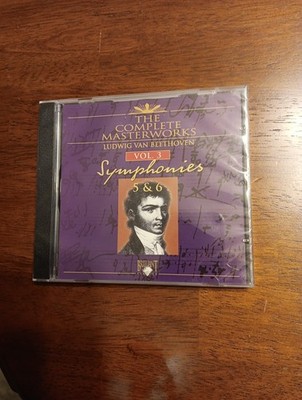 THE
COMPLETE
MASTERWORKS
LUDWIG VAN BEETHOVEN
VOL. 3
Symphonies
5 & 6